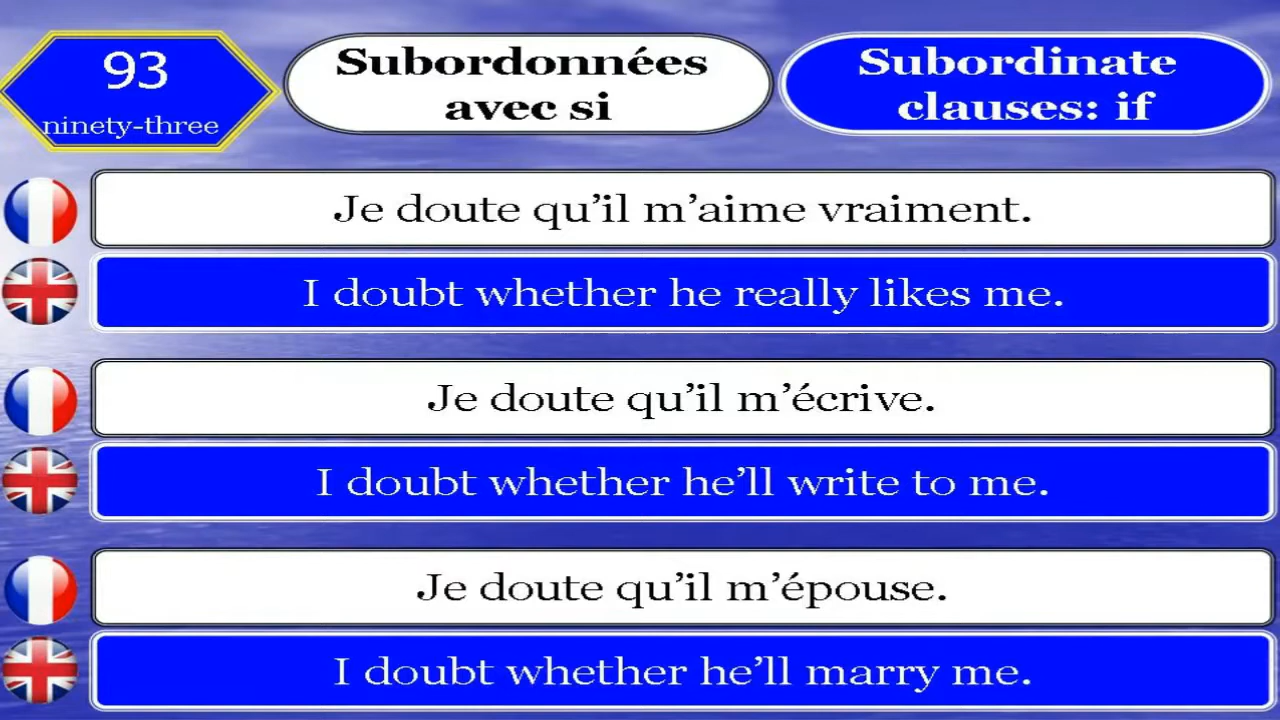 93
ninety-three
Subordonnées
avec si
Subordinate
clauses: if
Je doute qu’il m’aime vraiment.
I doubt whether he really likes me.
Je doute qu’il m’écrive.
I doubt whether he’ll write to me.
Je doute qu’il m’épouse.
I doubt whether he’ll marry me.